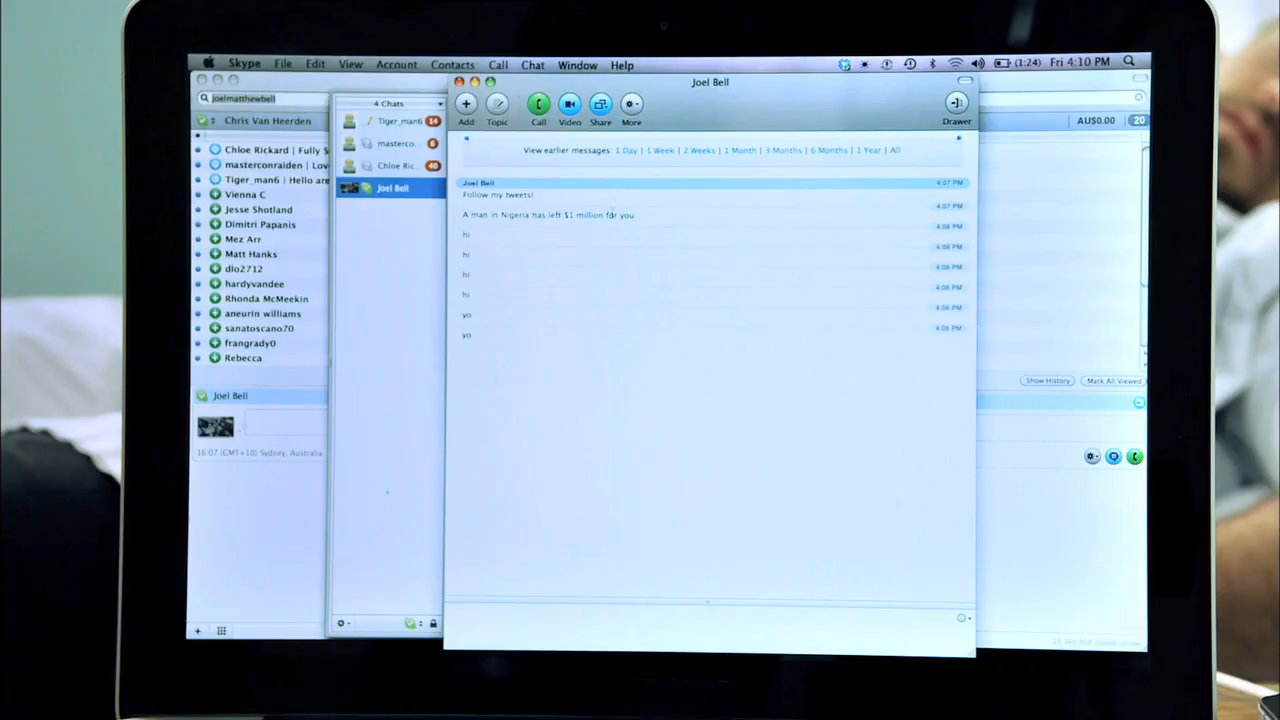 Skype File Edit View Account Contacts Call Chat Window Help (1:24) Fri 4:10 PM
joelmatthewbell
Chris Van Heerden
AU$0.00 20
Chloe Rickard | Fully S
masterconraiden | Lov
Tiger_man6 | Hello are
Vienna C
Jesse Shotland
Dimitri Papanis
Mez Arr
Matt Hanks
dlo2712
hardyvandee
Rhonda McMeekin
aneurin williams
sanatoscano70
frangrady0
Rebecca
Joel Bell
16:07 (GMT+10) Sydney, Australia
4 Chats
Tiger_man6 14
masterco... 6
Chloe Ric... 40
Joel Bell
Joel Bell
Add Topic Call Video Share More Drawer
View earlier messages: 1 Day | 1 Week | 2 Weeks | 1 Month | 3 Months | 6 Months | 1 Year | All
Joel Bell 4:07 PM
Follow my tweets!
4:07 PM
A man in Nigeria has left $1 million for you
4:08 PM
hi
4:08 PM
hi
4:08 PM
hi
4:08 PM
hi
4:08 PM
yo
4:08 PM
yo
Show History Mark All Viewed